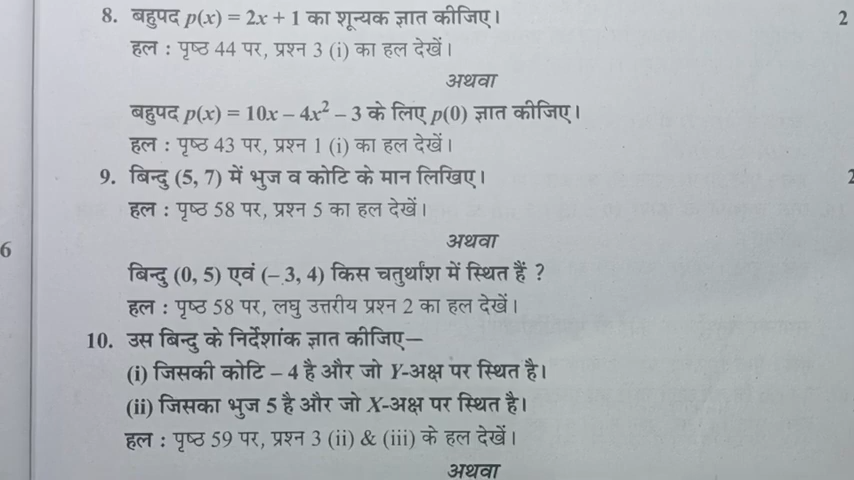 8. बहुपद p(x) = 2x + 1 का शून्यक ज्ञात कीजिए। 2
हल : पृष्ठ 44 पर, प्रश्न 3 (i) का हल देखें।
अथवा
बहुपद p(x) = 10x – 4x² – 3 के लिए p(0) ज्ञात कीजिए।
हल : पृष्ठ 43 पर, प्रश्न 1 (i) का हल देखें।
9. बिन्दु (5, 7) में भुज व कोटि के मान लिखिए। 2
हल : पृष्ठ 58 पर, प्रश्न 5 का हल देखें।
अथवा
6
बिन्दु (0, 5) एवं (– 3, 4) किस चतुर्थांश में स्थित हैं ?
हल : पृष्ठ 58 पर, लघु उत्तरीय प्रश्न 2 का हल देखें।
10. उस बिन्दु के निर्देशांक ज्ञात कीजिए—
(i) जिसकी कोटि – 4 है और जो Y-अक्ष पर स्थित है।
(ii) जिसका भुज 5 है और जो X-अक्ष पर स्थित है।
हल : पृष्ठ 59 पर, प्रश्न 3 (ii) & (iii) के हल देखें।
अथवा